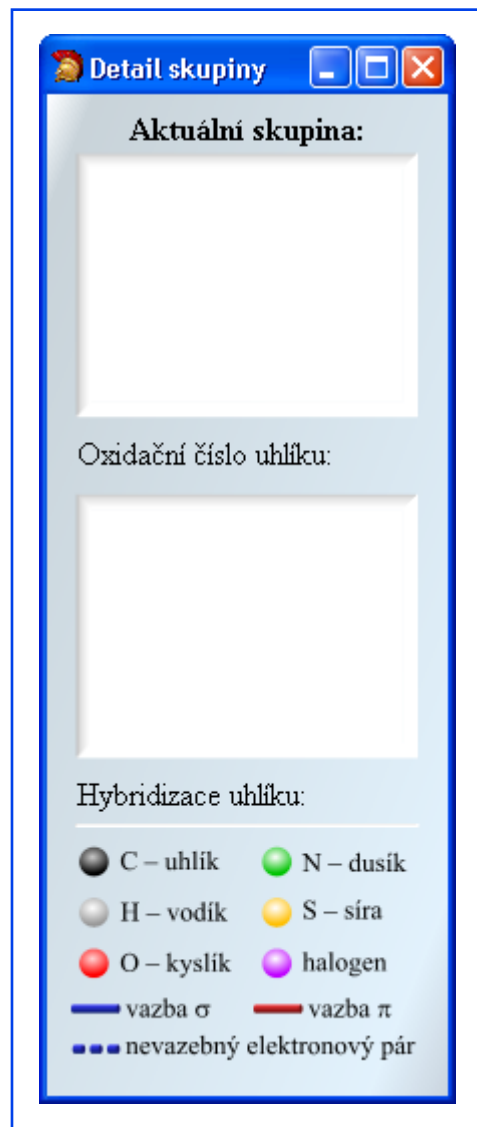 Detail skupiny
Aktuální skupina:
Oxidační číslo uhlíku:
Hybridizace uhlíku:
C – uhlík N – dusík
H – vodík S – síra
O – kyslík halogen
vazba σ vazba π
nevazebný elektronový pár